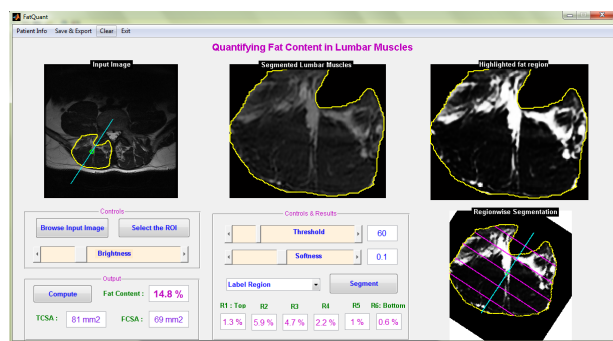 FatQuant
Patient Info Save & Export Clear Exit
Quantifying Fat Content in Lumbar Muscles
Input Image
Segmented Lumbar Muscles
Highlighted fat region
Controls
Browse Input Image Select the ROI
Brightness
Output
Compute Fat Content : 14.8 %
TCSA : 81 mm2 FCSA : 69 mm2
Controls & Results
Threshold 60
Softness 0.1
Label Region Segment
R1 : Top R2 R3 R4 R5 R6: Bottom
1.3 % 5.9 % 4.7 % 2.2 % 1 % 0.6 %
Regionwise Segmentation